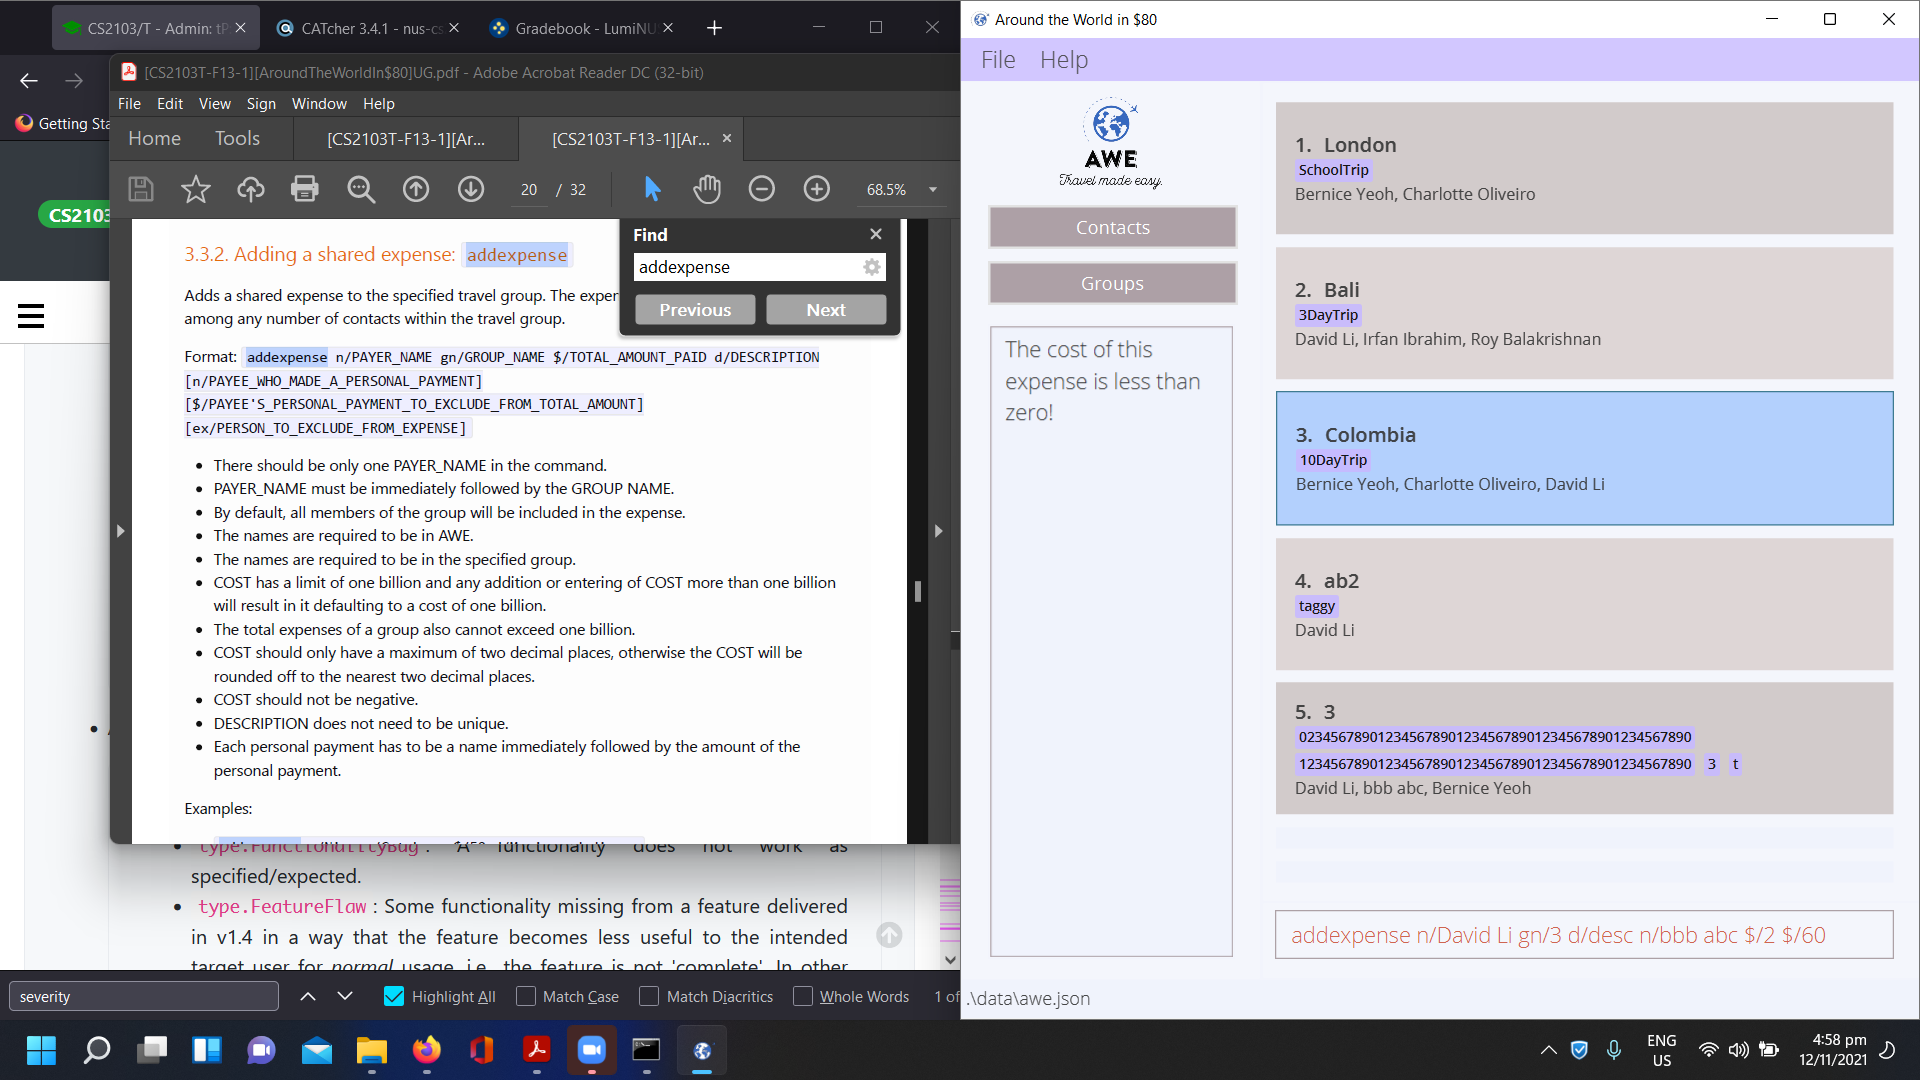 CS2103/T - Admin: tP
CATcher 3.4.1 - nus-cs
Gradebook - LumiNU
Getting Sta
CS2103
[CS2103T-F13-1][AroundTheWorldIn$80]UG.pdf - Adobe Acrobat Reader DC (32-bit)
File Edit View Sign Window Help
Home Tools [CS2103T-F13-1][Ar... [CS2103T-F13-1][Ar...
20 / 32 68.5%
Find
addexpense
Previous Next
3.3.2. Adding a shared expense: addexpense
Adds a shared expense to the specified travel group. The exper
among any number of contacts within the travel group.
Format: addexpense n/PAYER_NAME gn/GROUP_NAME $/TOTAL_AMOUNT_PAID d/DESCRIPTION
[n/PAYEE_WHO_MADE_A_PERSONAL_PAYMENT]
[$/PAYEE'S_PERSONAL_PAYMENT_TO_EXCLUDE_FROM_TOTAL_AMOUNT]
[ex/PERSON_TO_EXCLUDE_FROM_EXPENSE]
• There should be only one PAYER_NAME in the command.
• PAYER_NAME must be immediately followed by the GROUP NAME.
• By default, all members of the group will be included in the expense.
• The names are required to be in AWE.
• The names are required to be in the specified group.
• COST has a limit of one billion and any addition or entering of COST more than one billion
will result in it defaulting to a cost of one billion.
• The total expenses of a group also cannot exceed one billion.
• COST should only have a maximum of two decimal places, otherwise the COST will be
rounded off to the nearest two decimal places.
• COST should not be negative.
• DESCRIPTION does not need to be unique.
• Each personal payment has to be a name immediately followed by the amount of the
personal payment.
Examples:
• type.FunctionalityBug : A functionality does not work as
specified/expected.
• type.FeatureFlaw : Some functionality missing from a feature delivered
in v1.4 in a way that the feature becomes less useful to the intended
target user for normal usage. i.e., the feature is not 'complete'. In other
severity
Highlight All Match Case Match Diacritics Whole Words 1 of
Around the World in $80
File Help
AWE
Travel made easy.
Contacts
Groups
The cost of this
expense is less than
zero!
1. London
SchoolTrip
Bernice Yeoh, Charlotte Oliveiro
2. Bali
3DayTrip
David Li, Irfan Ibrahim, Roy Balakrishnan
3. Colombia
10DayTrip
Bernice Yeoh, Charlotte Oliveiro, David Li
4. ab2
taggy
David Li
5. 3
02345678901234567890123456789012345678901234567890
12345678901234567890123456789012345678901234567890 3 t
David Li, bbb abc, Bernice Yeoh
addexpense n/David Li gn/3 d/desc n/bbb abc $/2 $/60
.\data\awe.json
ENG
US
4:58 pm
12/11/2021